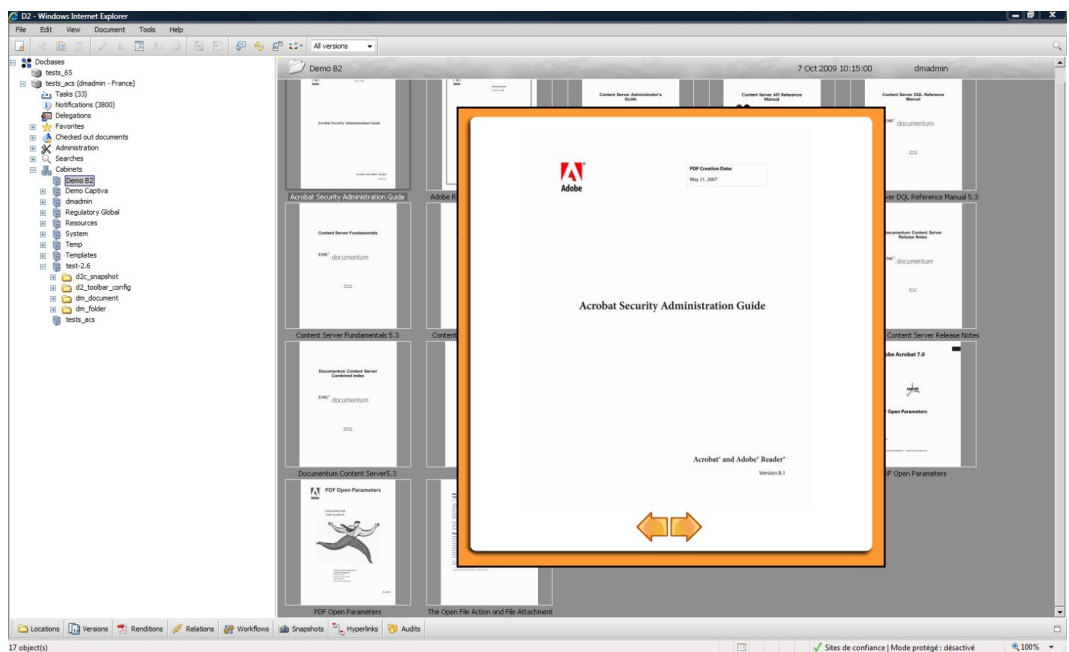 D2 - Windows Internet Explorer
File Edit View Document Tools Help
All versions
Docbases
tests_65
tests_acs (dmadmin - France)
Tasks (33)
Notifications (3800)
Delegations
Favorites
Checked out documents
Administration
Searches
Cabinets
Demo B2
Demo Captiva
dmadmin
Regulatory Global
Resources
System
Temp
Templates
test-2.6
d2c_snapshot
d2_toolbar_config
dm_document
dm_folder
tests_acs
Demo B2 7 Oct 2009 10:15:00 dmadmin
Acrobat Security Administration Guide
Content Server Administrator's
Guide
Content Server API Reference
Manual
Content Server DQL Reference
Manual
documentum
Acrobat Security Administration Guide
Adobe R
ver DQL Reference Manual 5.3
Content Server Fundamentals
EMC documentum
Content Server Fundamentals 5.3
Content
Documentum Content Server
Release Notes
documentum
Content Server Release Notes
Documentum Content Server
Combined Index
EMC documentum
Documentum Content Server5.3
obe Acrobat 7.0
Open Parameters
F Open Parameters
PDF Open Parameters
PDF Open Parameters
The Open File Action and File Attachment
Adobe
PDF Creation Date:
May 31, 2007
Acrobat Security Administration Guide
Acrobat® and Adobe® Reader®
Version 8.1
Locations Versions Renditions Relations Workflows Snapshots Hyperlinks Audits
17 object(s) Sites de confiance | Mode protégé : désactivé 100%